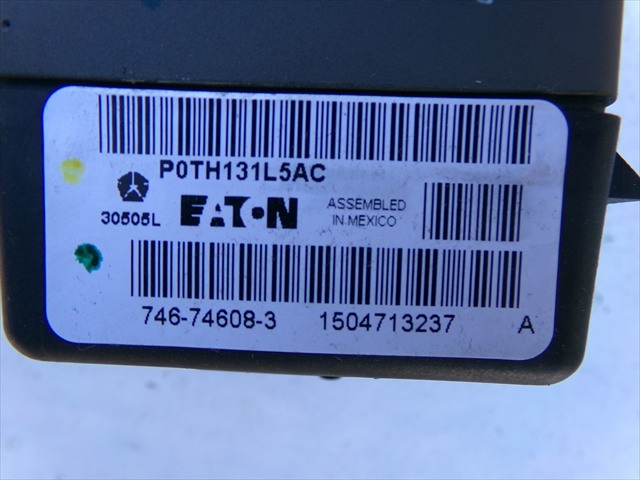 P0TH131L5AC
30505L
EATON
ASSEMBLED
IN MEXICO
746-74608-3 1504713237 A